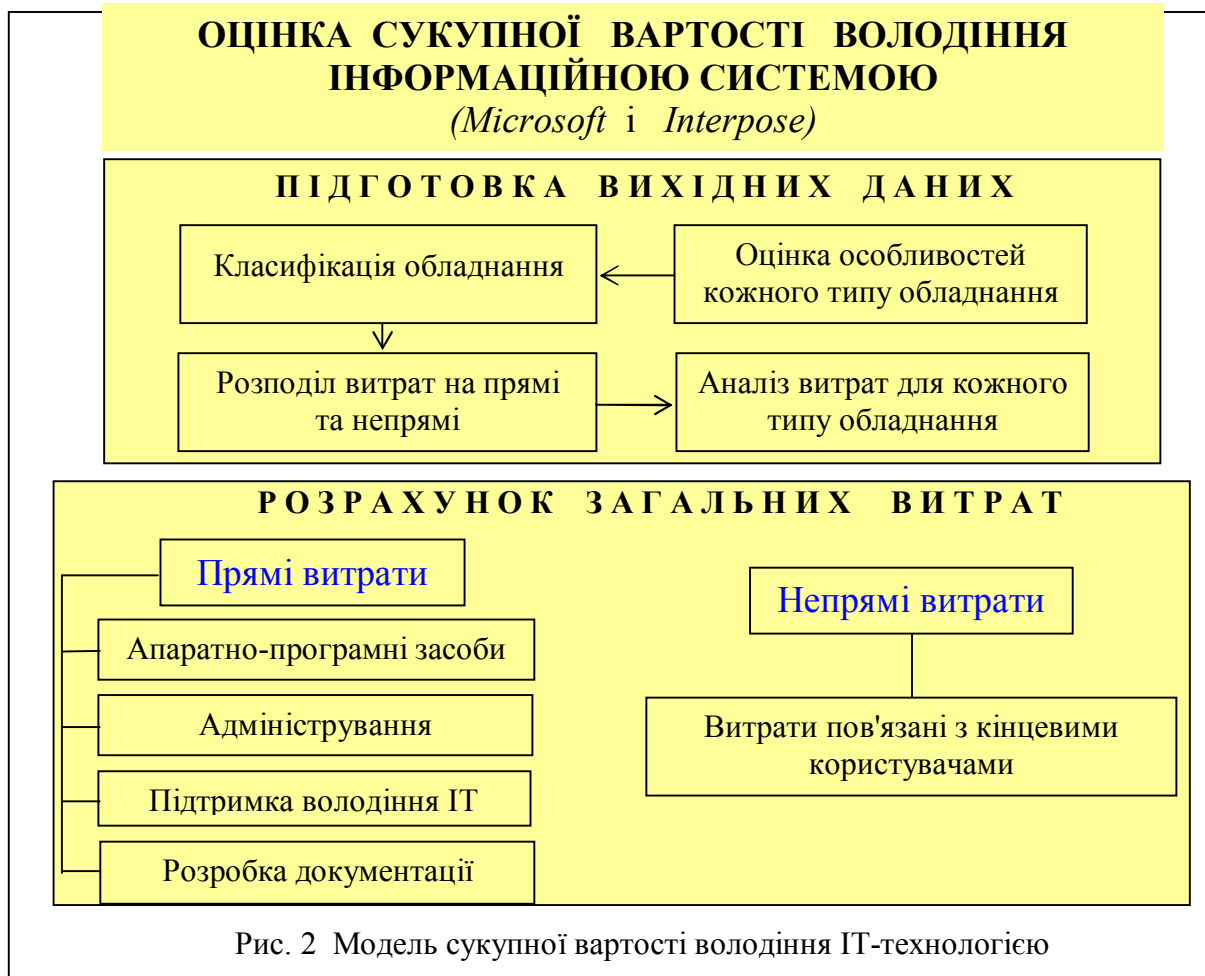 ОЦІНКА СУКУПНОЇ ВАРТОСТІ ВОЛОДІННЯ
ІНФОРМАЦІЙНОЮ СИСТЕМОЮ
(Microsoft і Interpose)
ПІДГОТОВКА ВИХІДНИХ ДАНИХ
Класифікація обладнання
Оцінка особливостей
кожного типу обладнання
Розподіл витрат на прямі
та непрямі
Аналіз витрат для кожного
типу обладнання
РОЗРАХУНОК ЗАГАЛЬНИХ ВИТРАТ
Прямі витрати
Апаратно-програмні засоби
Адміністрування
Підтримка володіння ІТ
Розробка документації
Непрямі витрати
Витрати пов'язані з кінцевими
користувачами
Рис. 2 Модель сукупної вартості володіння ІТ-технологією